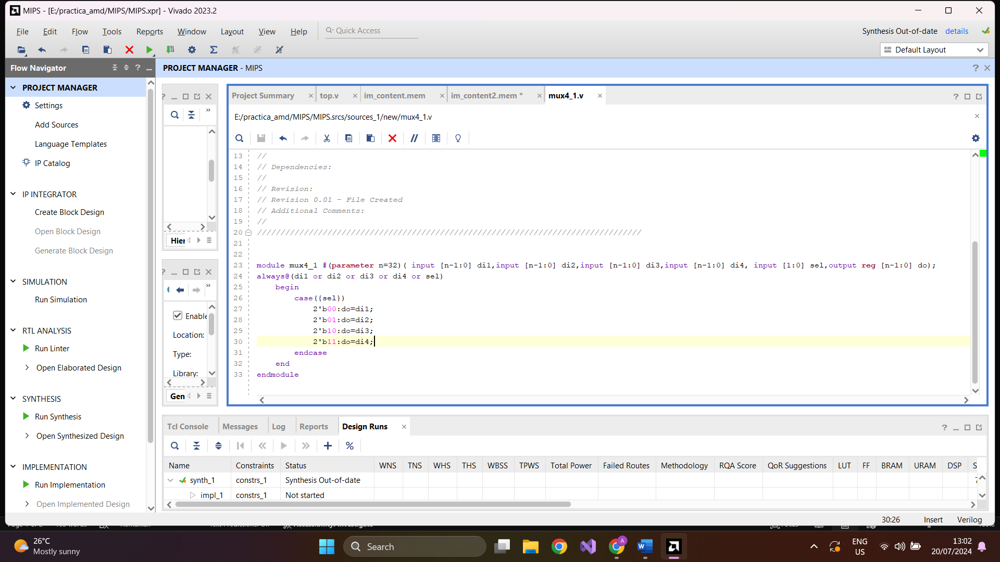 MIPS - [E:/practica_amd/MIPS/MIPS.xpr] - Vivado 2023.2
File Edit Flow Tools Reports Window Layout View Help Quick Access
Synthesis Out-of-date details
Default Layout
Flow Navigator
PROJECT MANAGER - MIPS
PROJECT MANAGER
Settings
Add Sources
Language Templates
IP Catalog
IP INTEGRATOR
Create Block Design
Open Block Design
Generate Block Design
SIMULATION
Run Simulation
RTL ANALYSIS
Run Linter
Open Elaborated Design
SYNTHESIS
Run Synthesis
Open Synthesized Design
IMPLEMENTATION
Run Implementation
Open Implemented Design
Hier
Enable
Location:
Type:
Library:
Gen
Project Summary top.v im_content.mem im_content2.mem * mux4_1.v
E:/practica_amd/MIPS/MIPS.srcs/sources_1/new/mux4_1.v
13 //
14 // Dependencies:
15 //
16 // Revision:
17 // Revision 0.01 - File Created
18 // Additional Comments:
19 //
20 //////////////////////////////////////////////////////////////////////////////////
21
22
23 module mux4_1 #(parameter n=32)( input [n-1:0] di1,input [n-1:0] di2,input [n-1:0] di3,input [n-1:0] di4, input [1:0] sel,output reg [n-1:0] do);
24 always@(di1 or di2 or di3 or di4 or sel)
25 begin
26 case({sel})
27 2'b00:do=di1;
28 2'b01:do=di2;
29 2'b10:do=di3;
30 2'b11:do=di4;
31 endcase
32 end
33 endmodule
Tcl Console Messages Log Reports Design Runs
Name Constraints Status WNS TNS WHS THS WBSS TPWS Total Power Failed Routes Methodology RQA Score QoR Suggestions LUT FF BRAM URAM DSP S
synth_1 constrs_1 Synthesis Out-of-date
impl_1 constrs_1 Not started
30:26 Insert Verilog
26°C
Mostly sunny
Search
ENG
US
13:02
20/07/2024